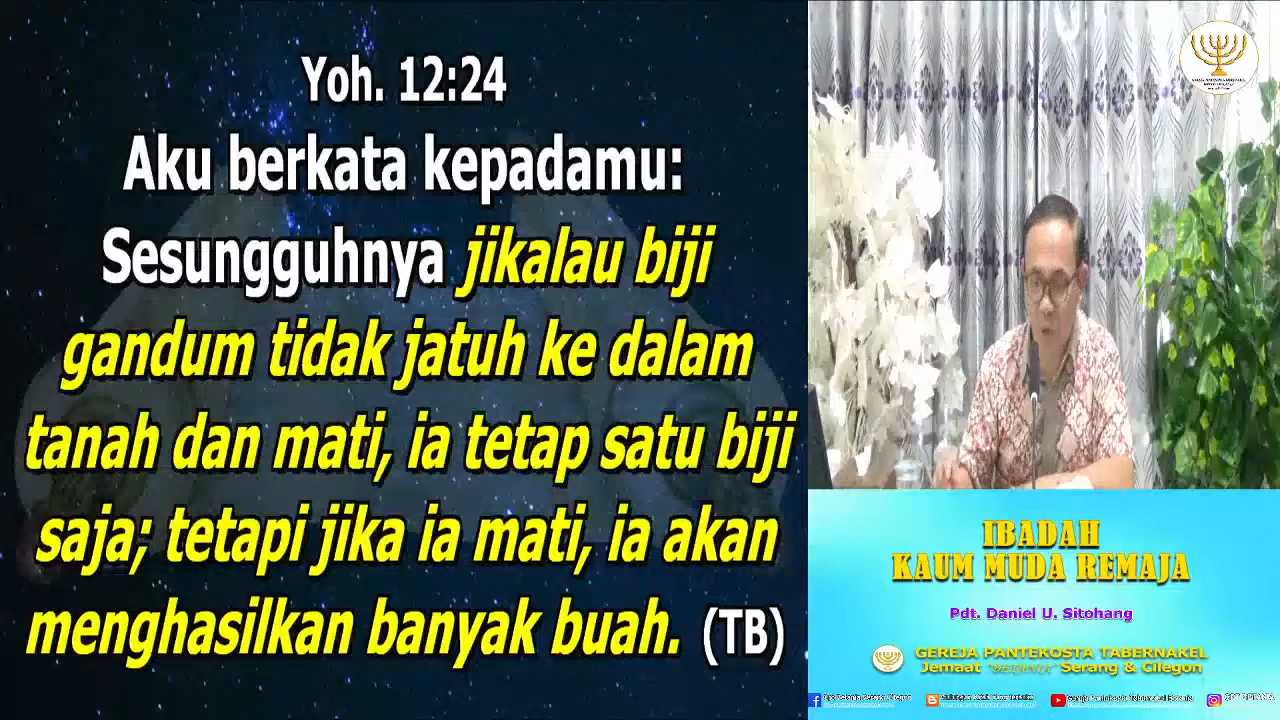 Yoh. 12:24
Aku berkata kepadamu:
Sesungguhnya jikalau biji
gandum tidak jatuh ke dalam
tanah dan mati, ia tetap satu biji
saja; tetapi jika ia mati, ia akan
menghasilkan banyak buah. (TB)
IBADAH
KAUM MUDA REMAJA
Pdt. Daniel U. Sitohang
GEREJA PANTEKOSTA TABERNAKEL
Jemaat "BETANIA" Serang & Cilegon